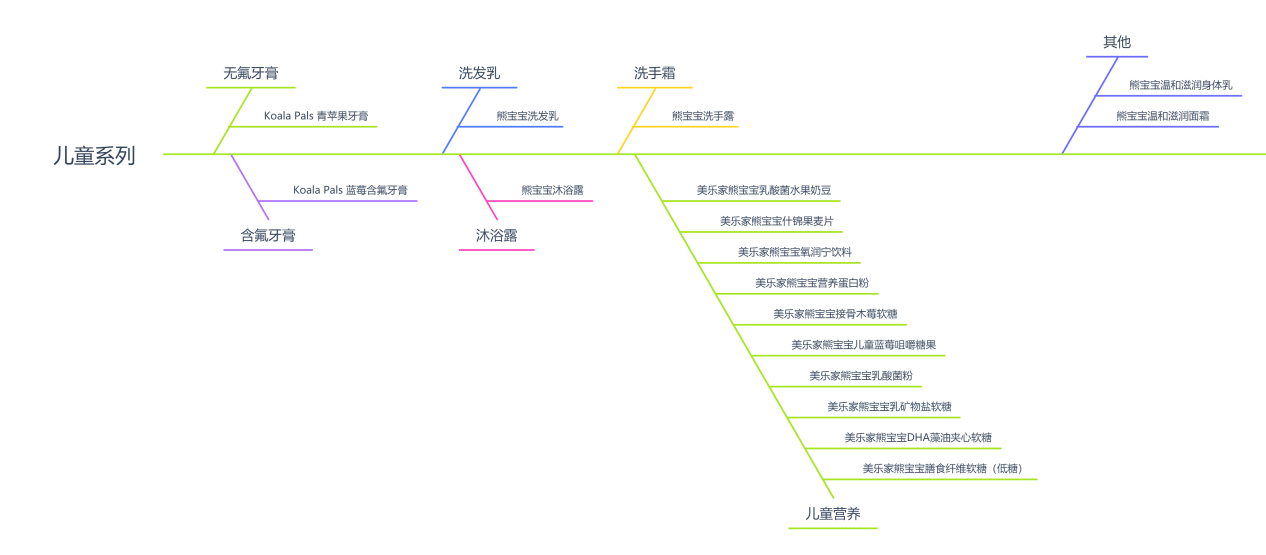 儿童系列
无氟牙膏
Koala Pals 青苹果牙膏
含氟牙膏
Koala Pals 蓝莓含氟牙膏
洗发乳
熊宝宝洗发乳
沐浴露
熊宝宝沐浴露
洗手霜
熊宝宝洗手露
儿童营养
美乐家熊宝宝乳酸菌水果奶豆
美乐家熊宝宝什锦果麦片
美乐家熊宝宝氧润宁饮料
美乐家熊宝宝营养蛋白粉
美乐家熊宝宝接骨木莓软糖
美乐家熊宝宝儿童蓝莓咀嚼糖果
美乐家熊宝宝乳酸菌粉
美乐家熊宝宝乳矿物盐软糖
美乐家熊宝宝DHA藻油夹心软糖
美乐家熊宝宝膳食纤维软糖（低糖）
其他
熊宝宝温和滋润身体乳
熊宝宝温和滋润面霜